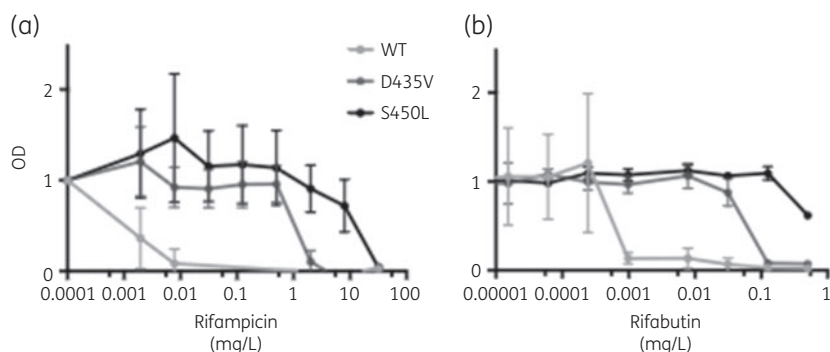 (a)
2
1
0
OD
0.0001 0.001 0.01 0.1 1 10 100
Rifampicin
(mg/L)
WT
D435V
S450L
(b)
2
1
0
0.00001 0.0001 0.001 0.01 0.1 1
Rifabutin
(mg/L)